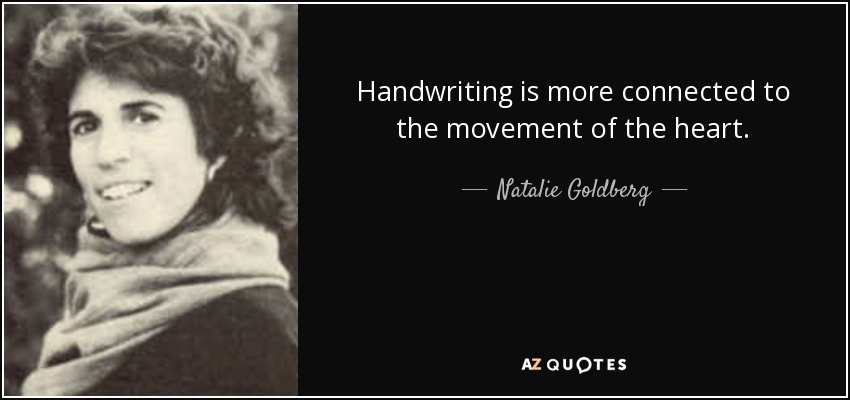 Handwriting is more connected to
the movement of the heart.
— Natalie Goldberg —
AZ QUOTES